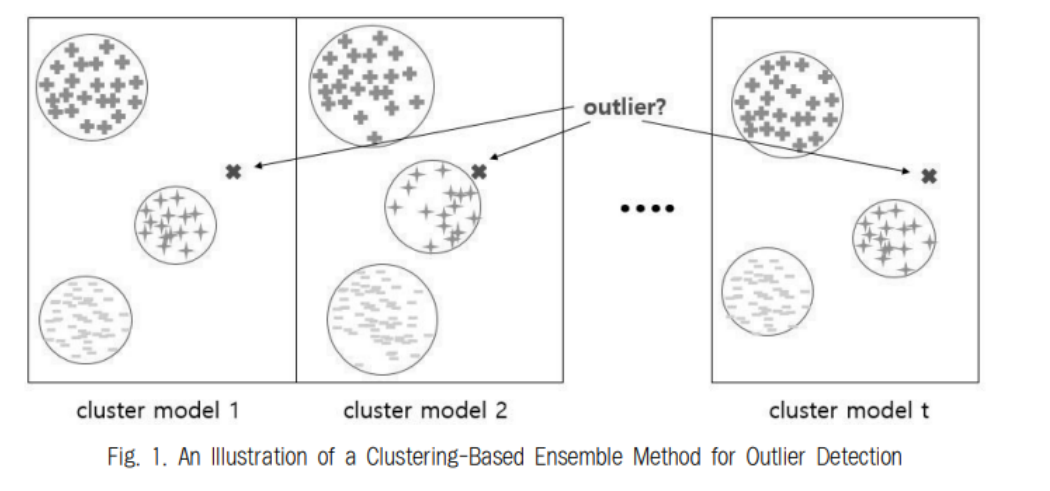 outlier?
cluster model 1
cluster model 2
cluster model t
Fig. 1. An Illustration of a Clustering-Based Ensemble Method for Outlier Detection